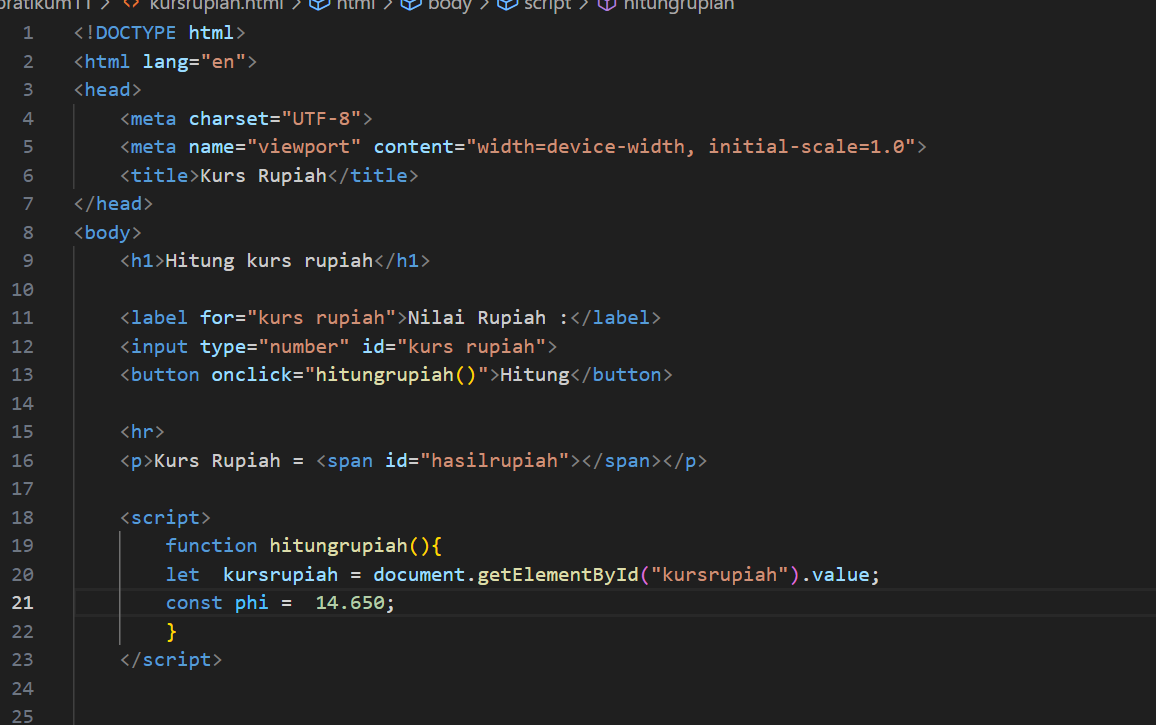 pratikum11 > <> kursrupiah.html > html > body > script > hitungrupiah
1 <!DOCTYPE html>
2 <html lang="en">
3 <head>
4 <meta charset="UTF-8">
5 <meta name="viewport" content="width=device-width, initial-scale=1.0">
6 <title>Kurs Rupiah</title>
7 </head>
8 <body>
9 <h1>Hitung kurs rupiah</h1>
10
11 <label for="kurs rupiah">Nilai Rupiah :</label>
12 <input type="number" id="kurs rupiah">
13 <button onclick="hitungrupiah()">Hitung</button>
14
15 <hr>
16 <p>Kurs Rupiah = <span id="hasilrupiah"></span></p>
17
18 <script>
19 function hitungrupiah(){
20 let  kursrupiah = document.getElementById("kursrupiah").value;
21 const phi =  14.650;
22 }
23 </script>
24
25